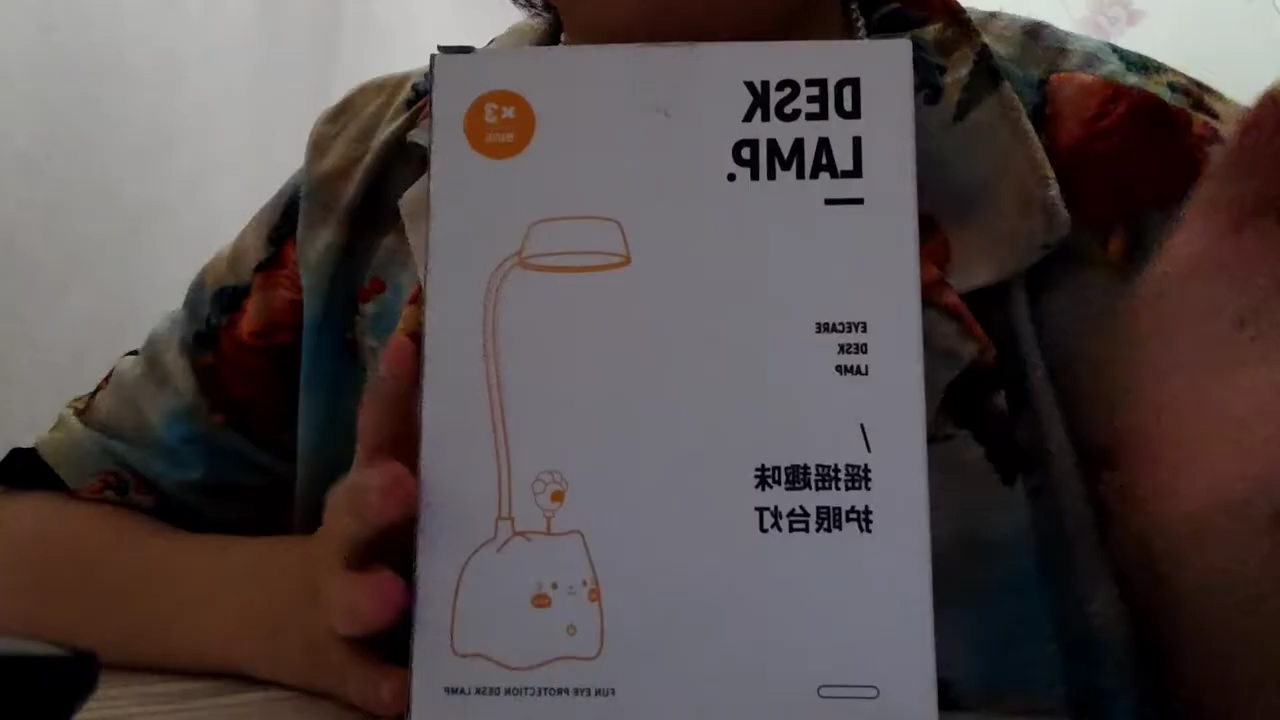 DESK
LAMP.
×3
EYECARE
DESK
LAMP
/
摇摇趣味
护眼台灯
FUN EYE PROTECTION DESK LAMP